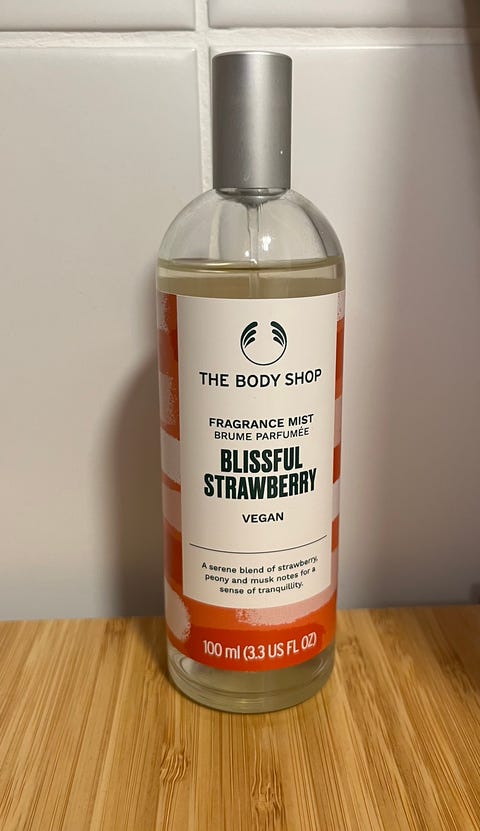 THE BODY SHOP
FRAGRANCE MIST
BRUME PARFUMÉE
BLISSFUL
STRAWBERRY
VEGAN
A serene blend of strawberry,
peony and musk notes for a
sense of tranquillity.
100 ml (3.3 US FL OZ)